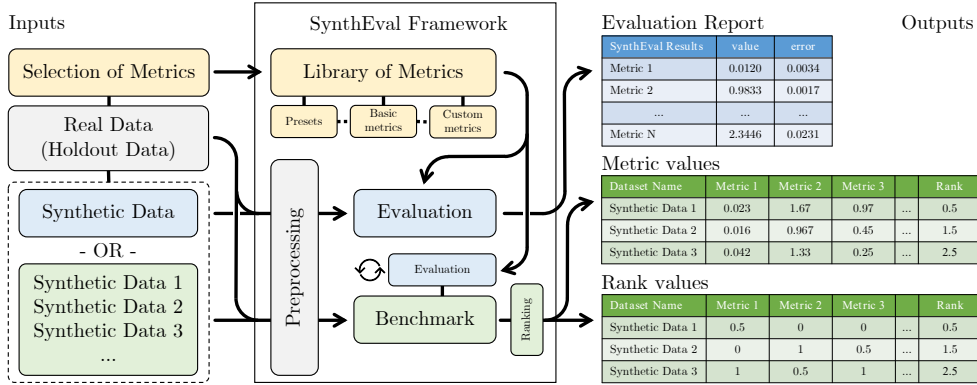 Inputs
SynthEval Framework
Evaluation Report
Outputs
Selection of Metrics
Library of Metrics
Presets
Basic
metrics
Custom
metrics
Real Data
(Holdout Data)
Synthetic Data
- OR -
Synthetic Data 1
Synthetic Data 2
Synthetic Data 3
...
Preprocessing
Evaluation
Evaluation
Benchmark
Ranking
SynthEval Results value error
Metric 1 0.0120 0.0034
Metric 2 0.9833 0.0017
... ... ...
Metric N 2.3446 0.0231
Metric values
Dataset Name Metric 1 Metric 2 Metric 3 Rank
Synthetic Data 1 0.023 1.67 0.97 ... 0.5
Synthetic Data 2 0.016 0.967 0.45 ... 1.5
Synthetic Data 3 0.042 1.33 0.25 ... 2.5
Rank values
Dataset Name Metric 1 Metric 2 Metric 3 Rank
Synthetic Data 1 0.5 0 0 ... 0.5
Synthetic Data 2 0 1 0.5 ... 1.5
Synthetic Data 3 1 0.5 1 ... 2.5